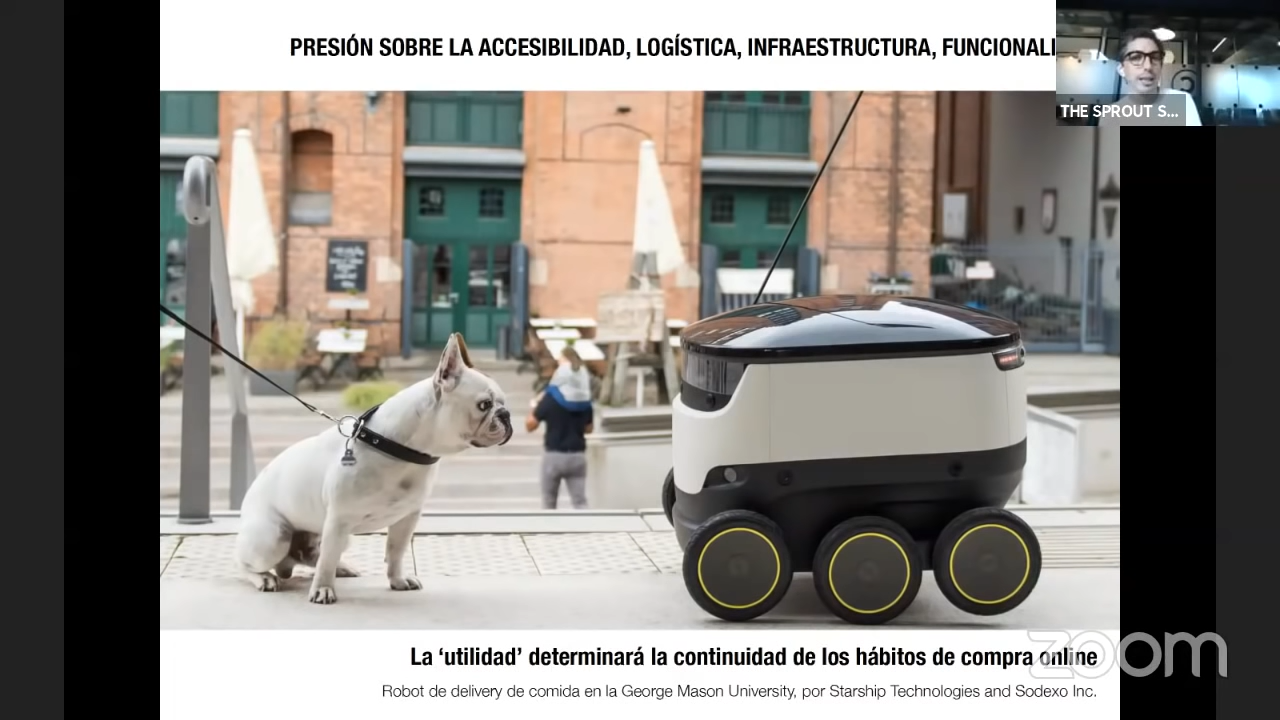 PRESIÓN SOBRE LA ACCESIBILIDAD, LOGÍSTICA, INFRAESTRUCTURA, FUNCIONALI
THE SPROUT S...
La ‘utilidad’ determinará la continuidad de los hábitos de compra online
zoom
Robot de delivery de comida en la George Mason University, por Starship Technologies and Sodexo Inc.